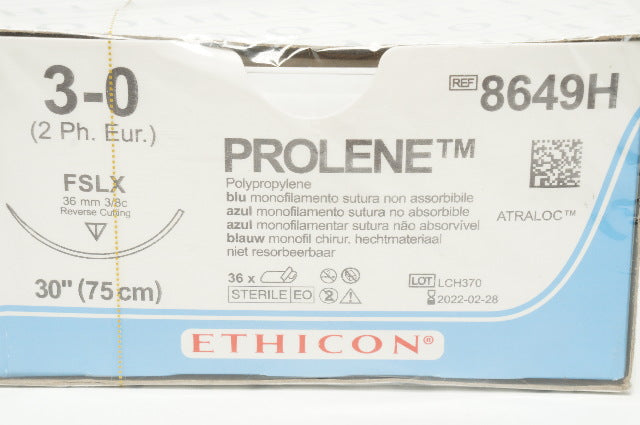 3-0
(2 Ph. Eur.)
FSLX
36 mm 3/8c
Reverse Cutting
30" (75 cm)
REF 8649H
PROLENE™
Polypropylene
blu monofilamento sutura non assorbibile
azul monofilamento sutura no absorbible
azul monofilamentar sutura não absorvível
blauw monofil chirur. hechtmateriaal
niet resorbeerbaar
ATRALOC™
36 x
STERILE EO
LOT LCH370
2022-02-28
ETHICON®